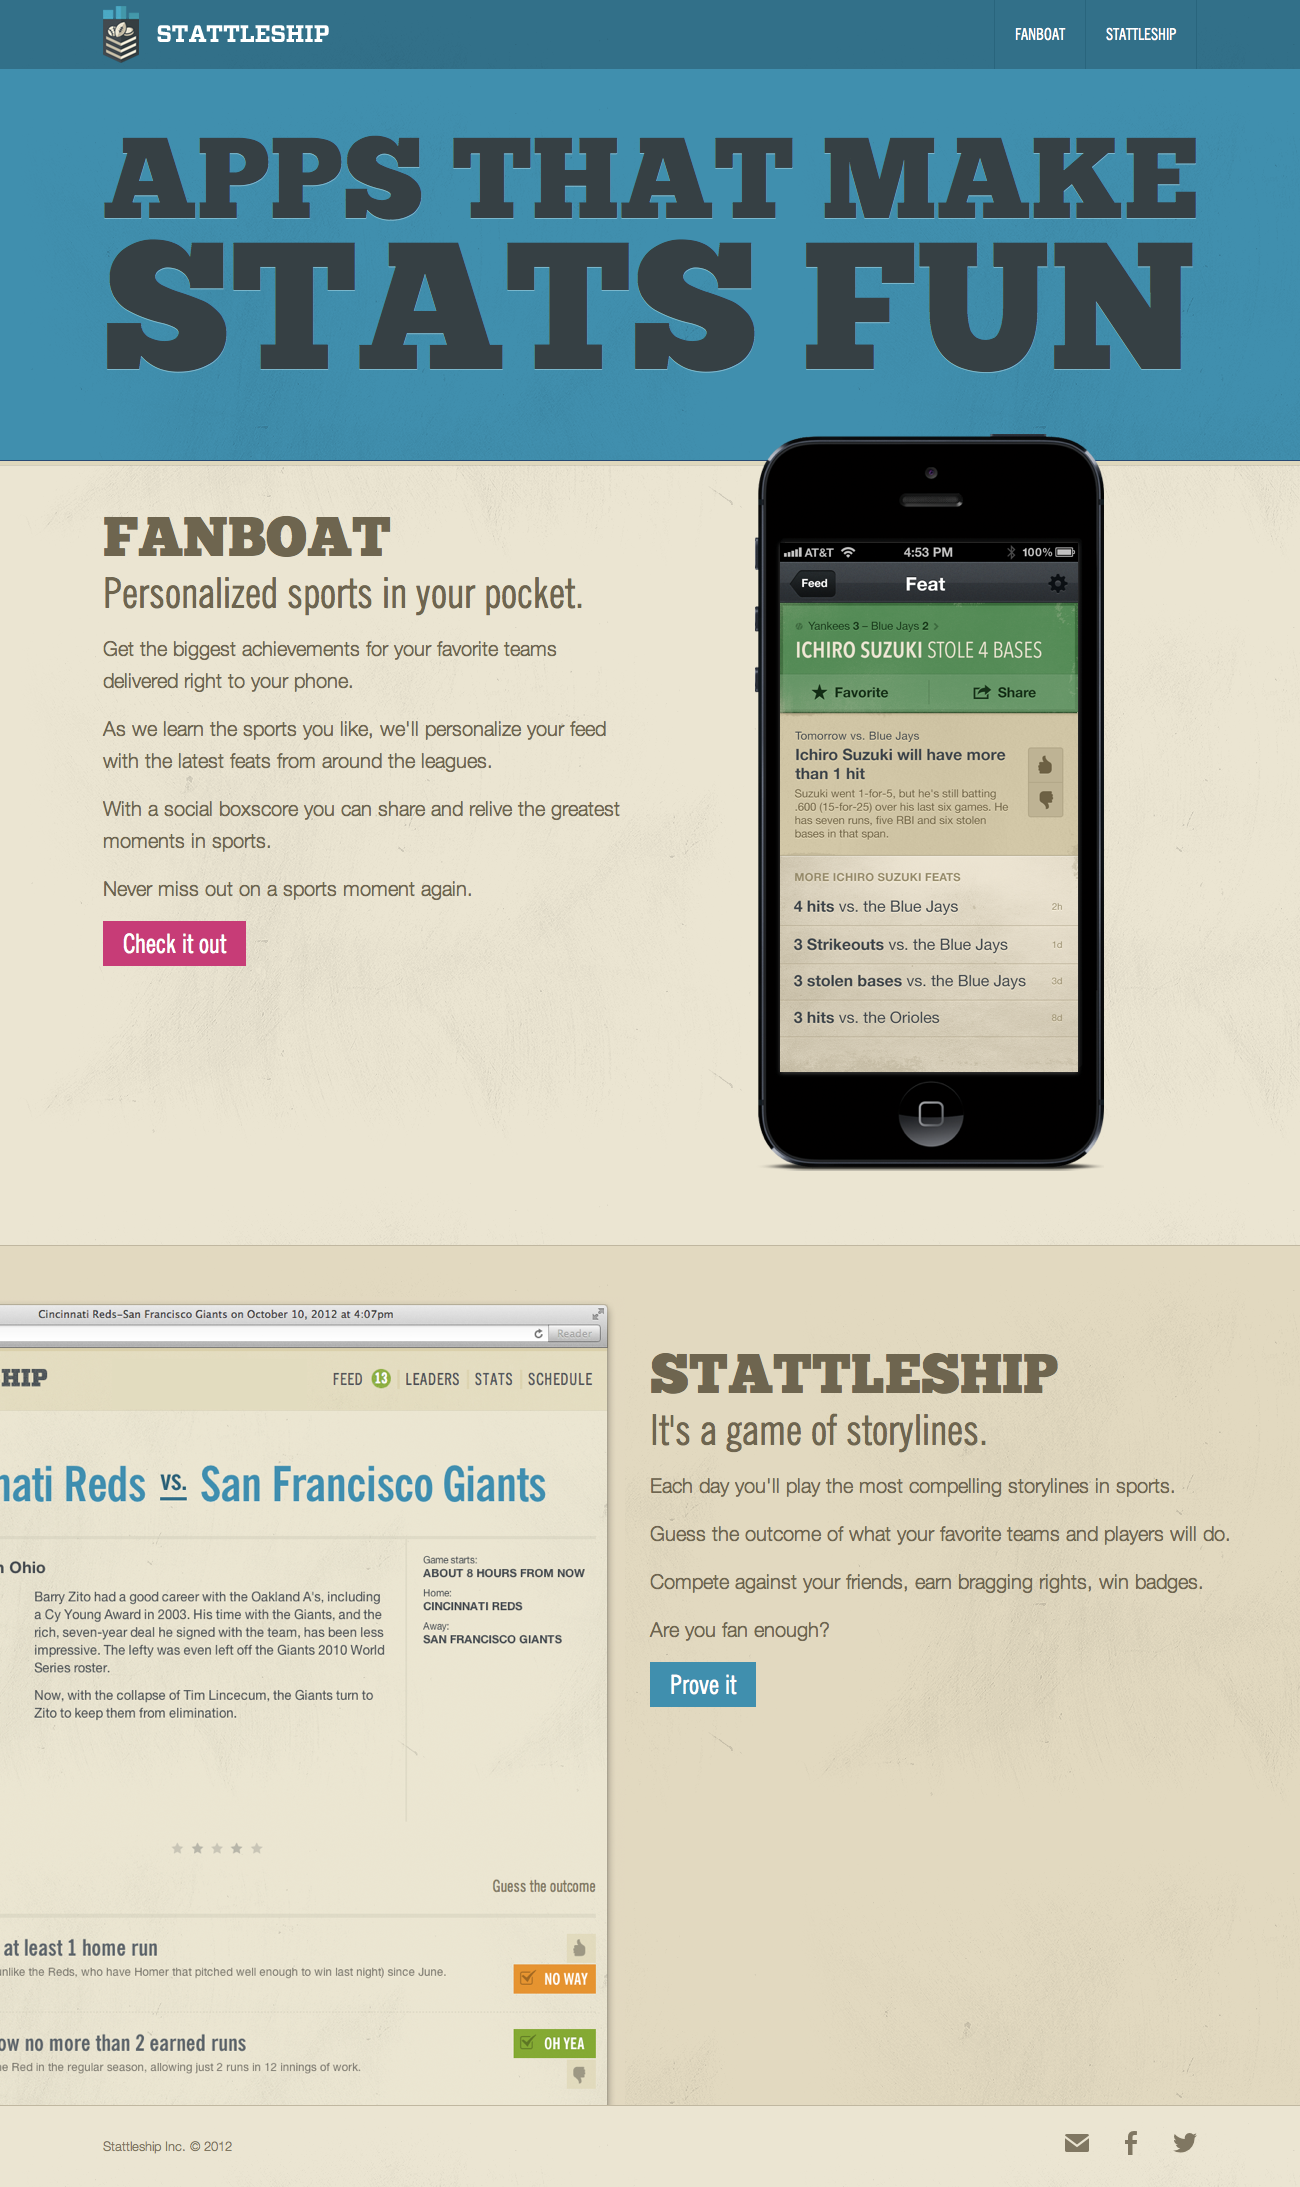 STATTLESHIP
FANBOAT
STATTLESHIP
APPS THAT MAKE
STATS FUN
FANBOAT
Personalized sports in your pocket.
Get the biggest achievements for your favorite teams
delivered right to your phone.
As we learn the sports you like, we'll personalize your feed
with the latest feats from around the leagues.
With a social boxscore you can share and relive the greatest
moments in sports.
Never miss out on a sports moment again.
Check it out
AT&T 4:53 PM 100%
Feed Feat
Yankees 3 – Blue Jays 2 >
ICHIRO SUZUKI STOLE 4 BASES
Favorite Share
Tomorrow vs. Blue Jays
Ichiro Suzuki will have more
than 1 hit
Suzuki went 1-for-5, but he's still batting
.600 (15-for-25) over his last six games. He
has seven runs, five RBI and six stolen
bases in that span.
MORE ICHIRO SUZUKI FEATS
4 hits vs. the Blue Jays 2h
3 Strikeouts vs. the Blue Jays 1d
3 stolen bases vs. the Blue Jays 3d
3 hits vs. the Orioles 8d
Cincinnati Reds–San Francisco Giants on October 10, 2012 at 4:07pm
Reader
HIP
FEED 13 LEADERS STATS SCHEDULE
nati Reds vs. San Francisco Giants
n Ohio
Barry Zito had a good career with the Oakland A's, including
a Cy Young Award in 2003. His time with the Giants, and the
rich, seven-year deal he signed with the team, has been less
impressive. The lefty was even left off the Giants 2010 World
Series roster.
Now, with the collapse of Tim Lincecum, the Giants turn to
Zito to keep them from elimination.
Game starts:
ABOUT 8 HOURS FROM NOW
Home:
CINCINNATI REDS
Away:
SAN FRANCISCO GIANTS
Guess the outcome
at least 1 home run
nlike the Reds, who have Homer that pitched well enough to win last night) since June.
NO WAY
ow no more than 2 earned runs
e Red in the regular season, allowing just 2 runs in 12 innings of work.
OH YEA
STATTLESHIP
It's a game of storylines.
Each day you'll play the most compelling storylines in sports.
Guess the outcome of what your favorite teams and players will do.
Compete against your friends, earn bragging rights, win badges.
Are you fan enough?
Prove it
Stattleship Inc. © 2012